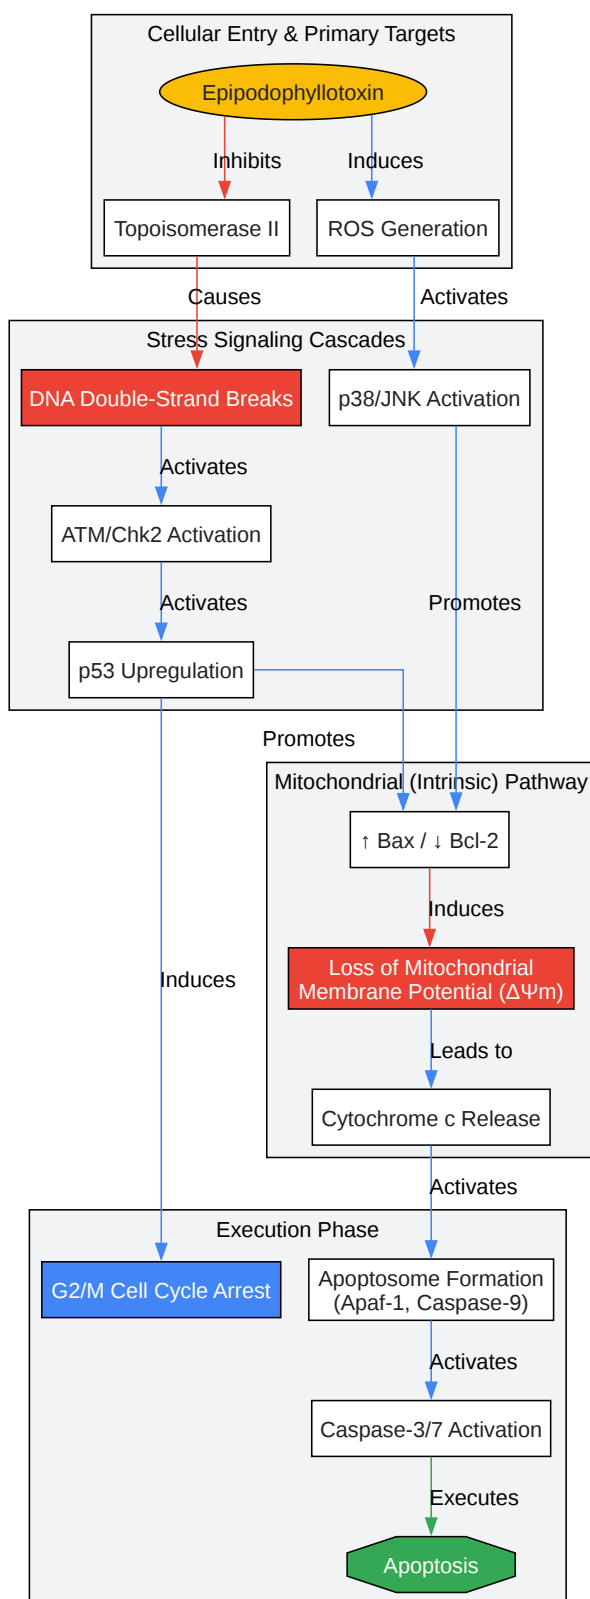 Cellular Entry & Primary Targets
Epipodophyllotoxin
Inhibits
Induces
Topoisomerase II
ROS Generation
Causes
Activates
Stress Signaling Cascades
DNA Double-Strand Breaks
p38/JNK Activation
Activates
ATM/Chk2 Activation
Activates
Promotes
p53 Upregulation
Promotes
Mitochondrial (Intrinsic) Pathway
↑ Bax / ↓ Bcl-2
Induces
Loss of Mitochondrial
Membrane Potential (ΔΨm)
Induces
Leads to
Cytochrome c Release
Activates
Execution Phase
G2/M Cell Cycle Arrest
Apoptosome Formation
(Apaf-1, Caspase-9)
Activates
Caspase-3/7 Activation
Executes
Apoptosis